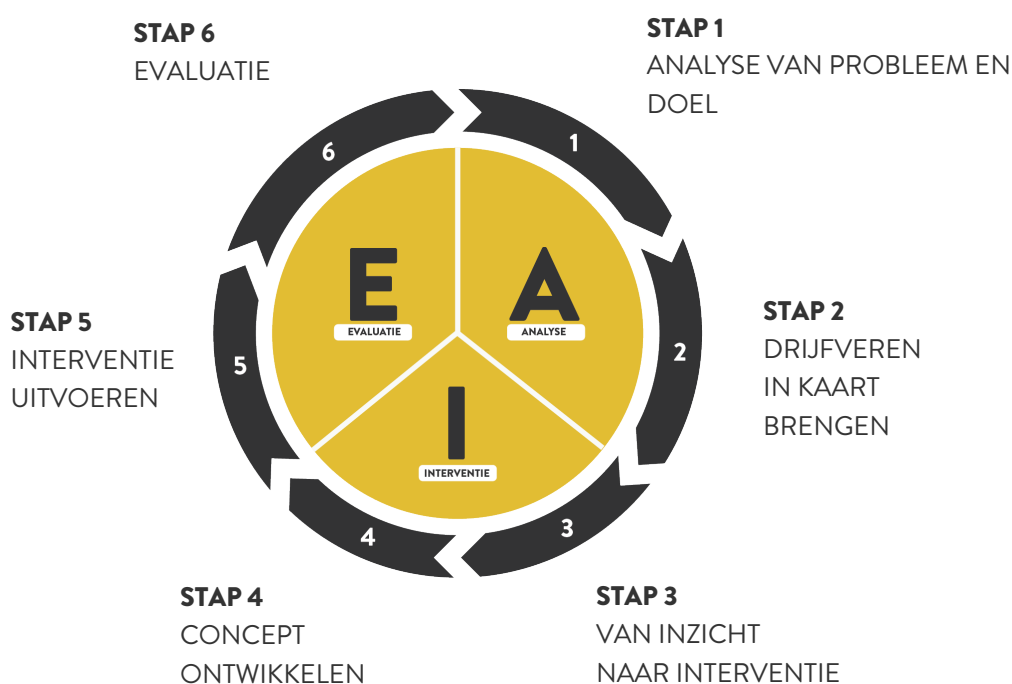 STAP 6
EVALUATIE
STAP 1
ANALYSE VAN PROBLEEM EN
DOEL
6
1
E
EVALUATIE
A
ANALYSE
STAP 5
INTERVENTIE
UITVOEREN
5
2
STAP 2
DRIJFVEREN
IN KAART
BRENGEN
I
INTERVENTIE
4
3
STAP 4
CONCEPT
ONTWIKKELEN
STAP 3
VAN INZICHT
NAAR INTERVENTIE